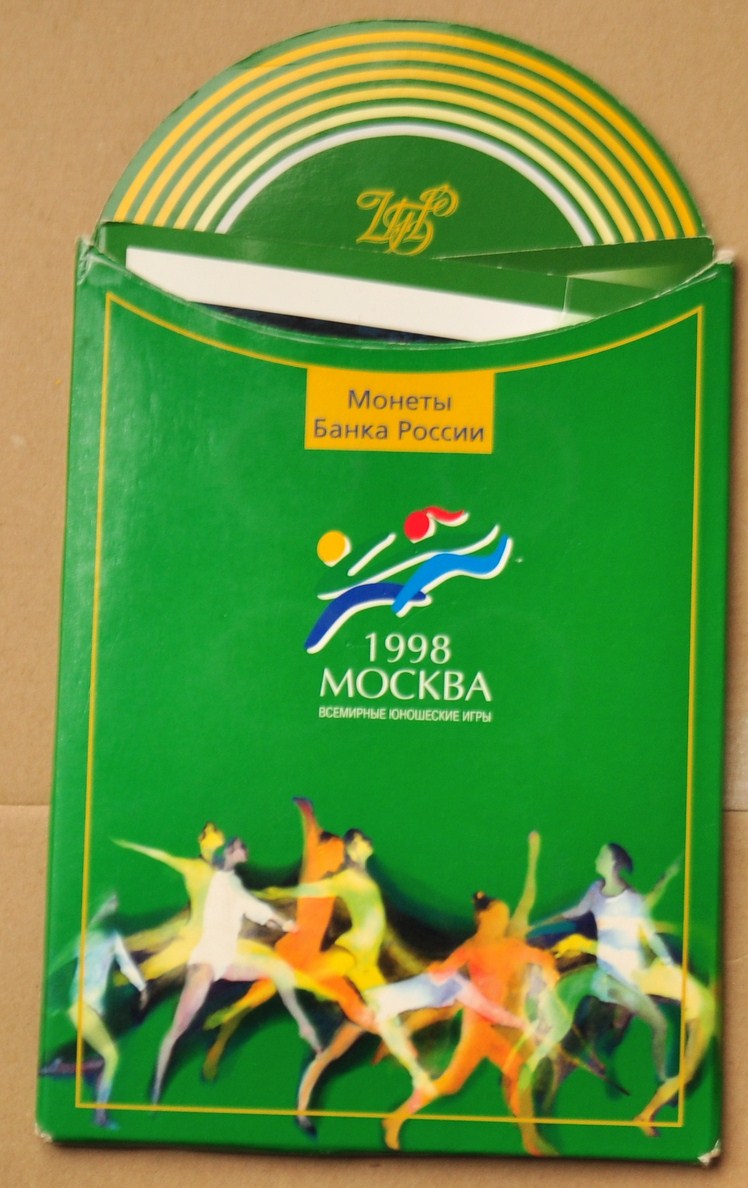 Монеты
Банка России
1998
МОСКВА
ВСЕМИРНЫЕ ЮНОШЕСКИЕ ИГРЫ